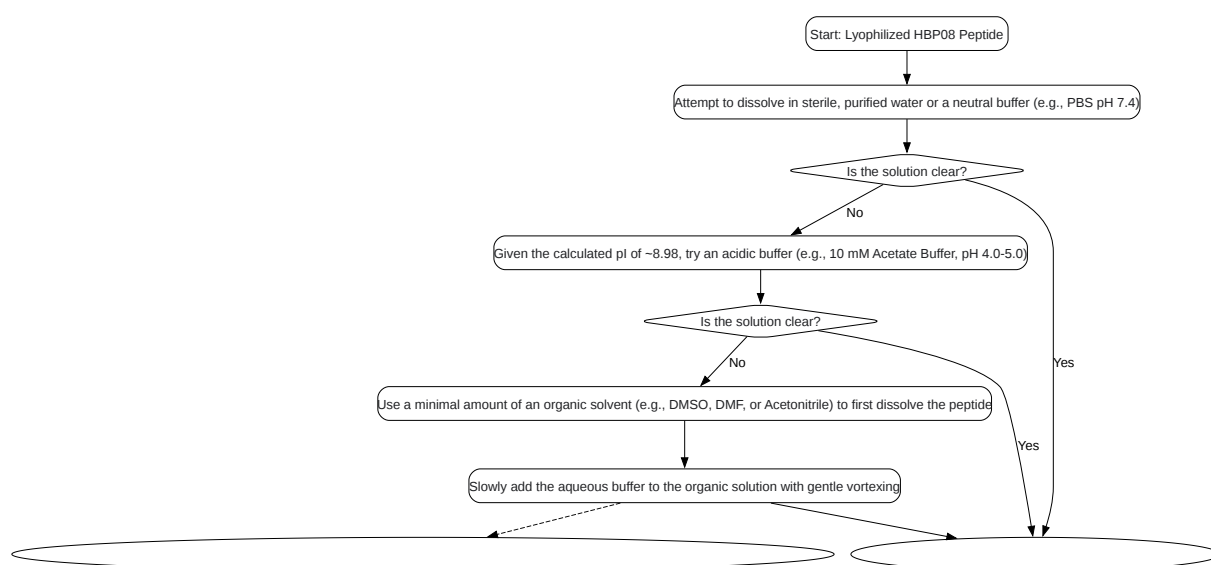 Start: Lyophilized HBP08 Peptide
Attempt to dissolve in sterile, purified water or a neutral buffer (e.g., PBS pH 7.4)
Is the solution clear?
No
Given the calculated pI of ~8.98, try an acidic buffer (e.g., 10 mM Acetate Buffer, pH 4.0-5.0)
Is the solution clear?
No
Yes
Use a minimal amount of an organic solvent (e.g., DMSO, DMF, or Acetonitrile) to first dissolve the peptide
Yes
Slowly add the aqueous buffer to the organic solution with gentle vortexing